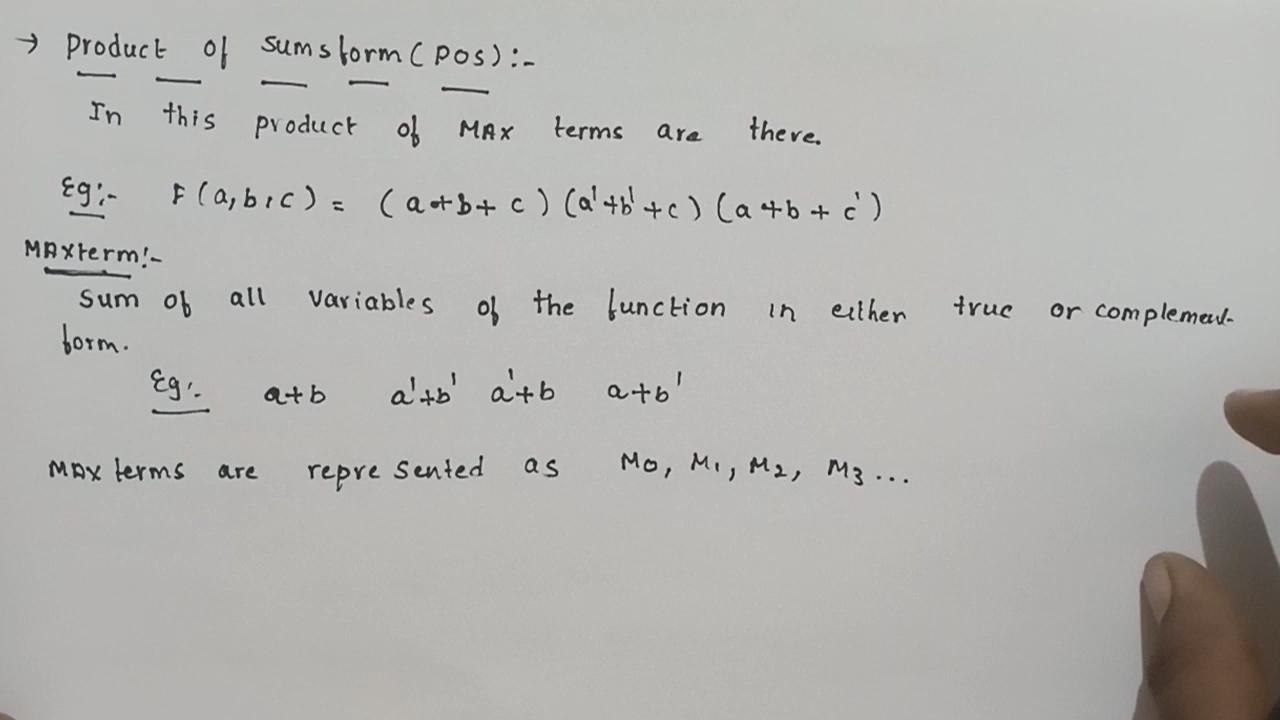 → Product of sums form (POS) :-
In this product of MAX terms are there.
Eg:- F(a,b,c) = (a+b+c) (a'+b'+c) (a+b+c')
MAXterm:-
Sum of all variables of the function in either true or complement
form.
Eg:- a+b a'+b' a'+b a+b'
MAX terms are represented as M0, M1, M2, M3...